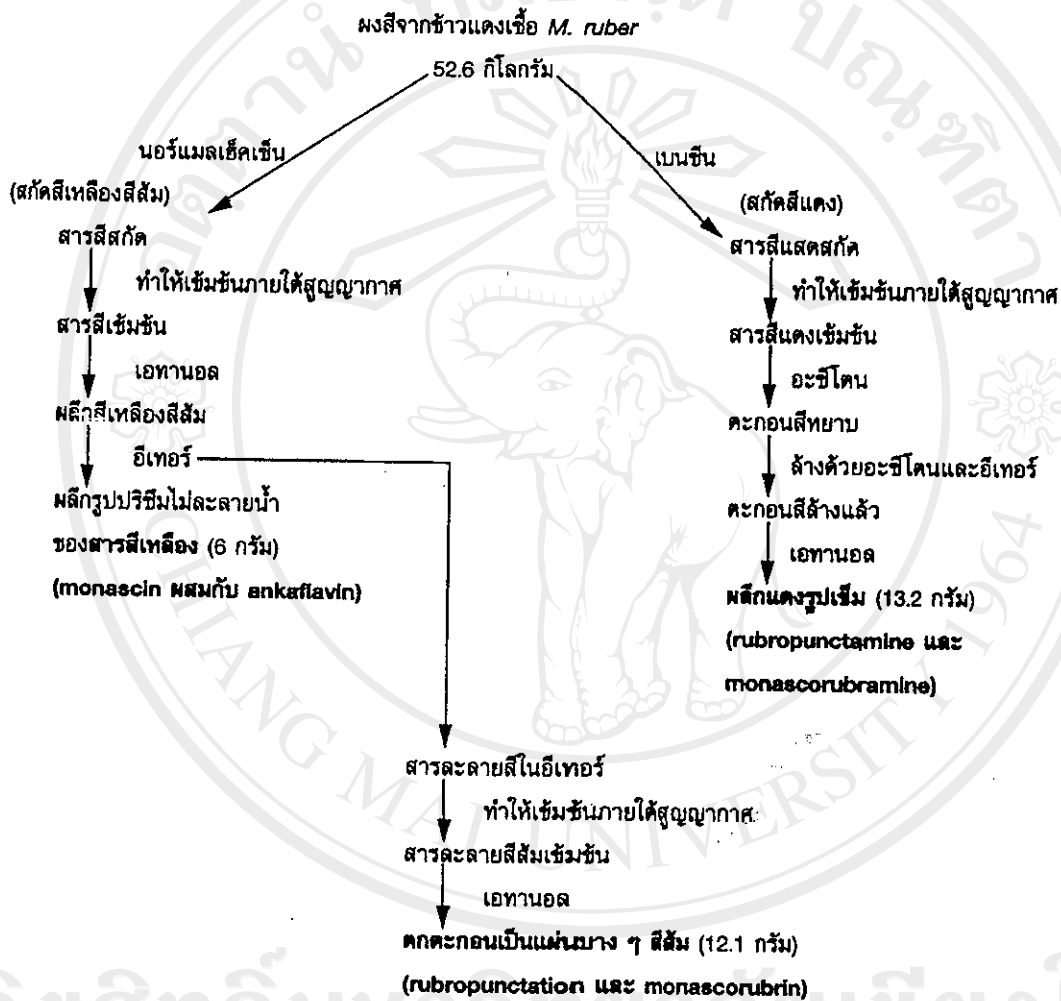 ผงสีจากข้าวแดงเชื้อ M. ruber
52.6 กิโลกรัม
นอร์แมลเฮ็คเซ็น
(สกัดสีเหลืองสีส้ม)
สารสีสกัด
ทำให้เข้มข้นภายใต้สูญญากาศ
สารสีเข้มข้น
เอทานอล
ผลึกสีเหลืองสีส้ม
อีเทอร์
ผลึกรูปปริซึมไม่ละลายน้ำ
ของสารสีเหลือง (6 กรัม)
(monascin ผสมกับ ankaflavin)
เบนซีน
(สกัดสีแดง)
สารสีแดงสกัด
ทำให้เข้มข้นภายใต้สูญญากาศ
สารสีแดงเข้มข้น
อะซีโตน
ตะกอนสีหยาบ
ล้างด้วยอะซีโตนและอีเทอร์
ตะกอนสีล้างแล้ว
เอทานอล
ผลึกแดงรูปเข็ม (13.2 กรัม)
(rubropunctamine และ
monascorubramine)
สารละลายสีในอีเทอร์
ทำให้เข้มข้นภายใต้สูญญากาศ
สารละลายสีส้มเข้มข้น
เอทานอล
ตกตะกอนเป็นแผ่นบาง ๆ สีส้ม (12.1 กรัม)
(rubropunctation และ monascorubrin)
CHIANG MAI UNIVERSITY 1964